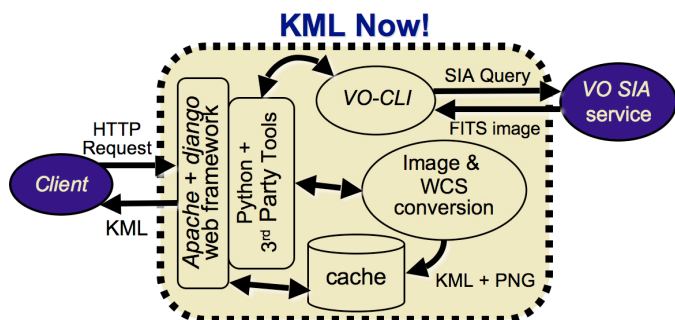 KML Now!
SIA Query
VO-CLI
VO SIA
service
FITS image
HTTP
Request
Apache + django
web framework
Python +
3rd Party Tools
Image &
WCS
conversion
Client
KML
cache
KML + PNG